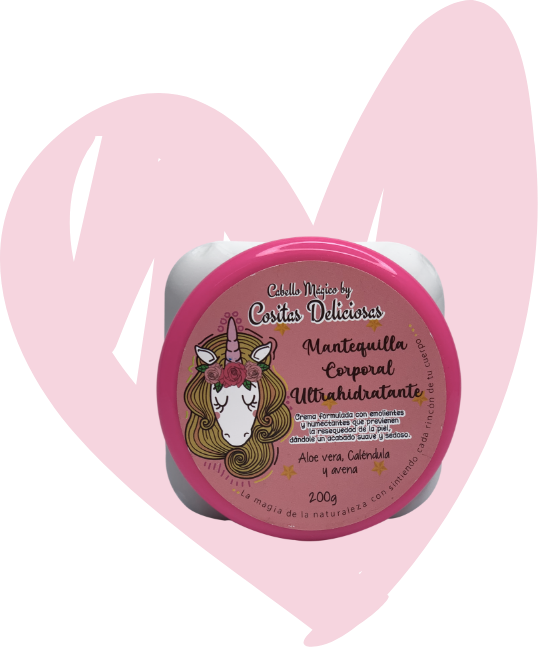 Cabello Mágico by
Cositas Deliciosas
Mantequilla
Corporal
Ultrahidratante
Crema formulada con emolientes
y humectantes que previenen
la resequedad de la piel,
dándole un acabado suave y sedoso.
Aloe vera, Caléndula
y avena
200g
La magia de la naturaleza con sintiendo cada rincón de tu cuerpo